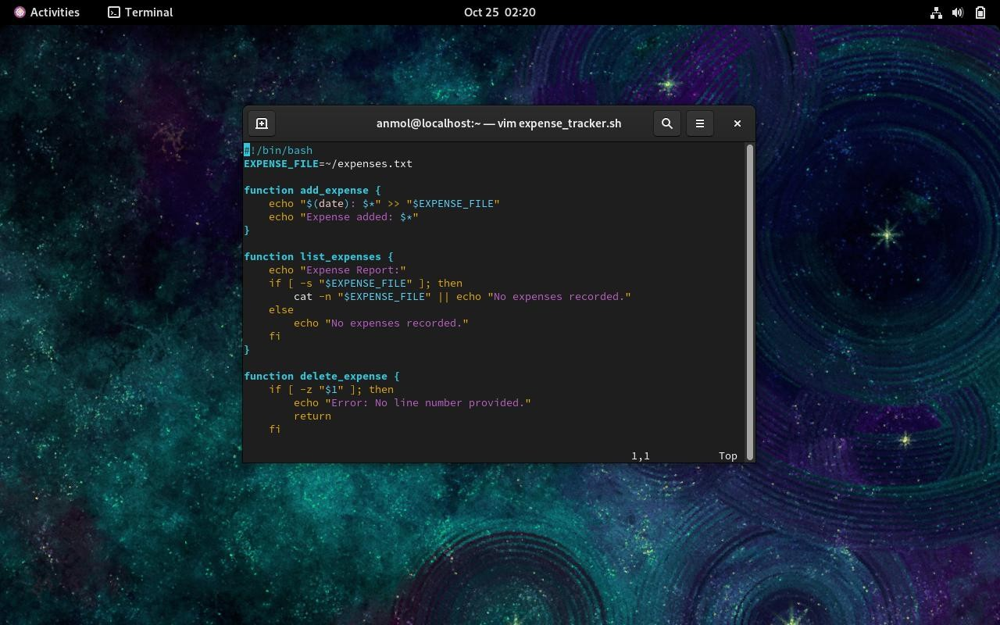 Activities Terminal Oct 25 02:20
anmol@localhost:~ — vim expense_tracker.sh
#!/bin/bash
EXPENSE_FILE=~/expenses.txt

function add_expense {
    echo "$(date): $*" >> "$EXPENSE_FILE"
    echo "Expense added: $*"
}

function list_expenses {
    echo "Expense Report:"
    if [ -s "$EXPENSE_FILE" ]; then
        cat -n "$EXPENSE_FILE" || echo "No expenses recorded."
    else
        echo "No expenses recorded."
    fi
}

function delete_expense {
    if [ -z "$1" ]; then
        echo "Error: No line number provided."
        return
    fi

1,1 Top